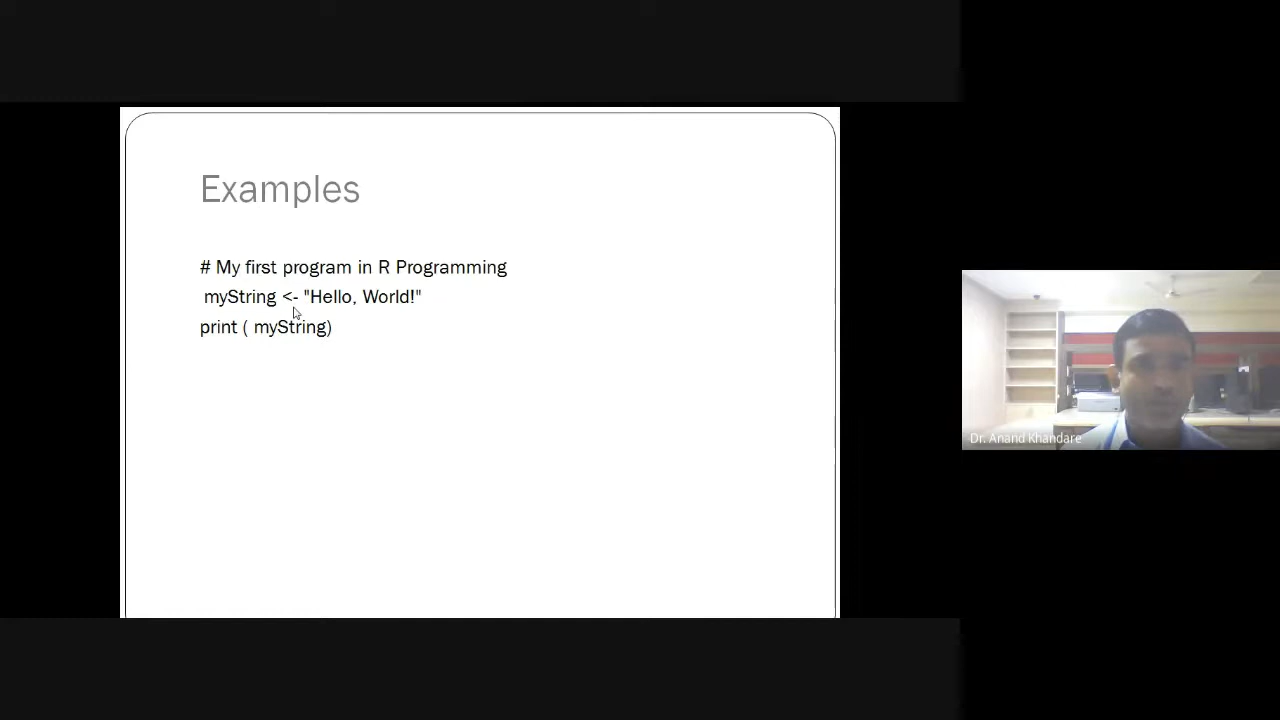 Examples
# My first program in R Programming
myString <- "Hello, World!"
print ( myString)
Dr. Anand Khandare